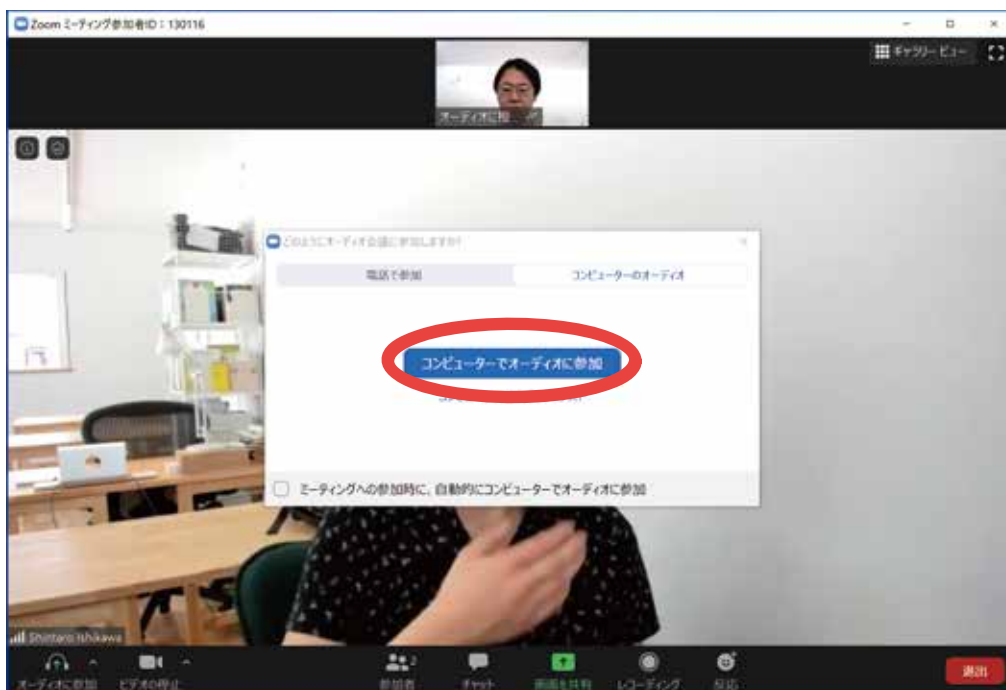 Zoom ミーティング参加者ID：130116
ギャラリー ビュー
オーディオに接
どのようにオーディオ会議に参加しますか?
電話で参加
コンピューターのオーディオ
コンピューターでオーディオに参加
ミーティングへの参加時に、自動的にコンピューターでオーディオに参加
Shintaro Ishikawa
オーディオに参加
ビデオの停止
参加者
2
チャット
画面を共有
レコーディング
反応
退出